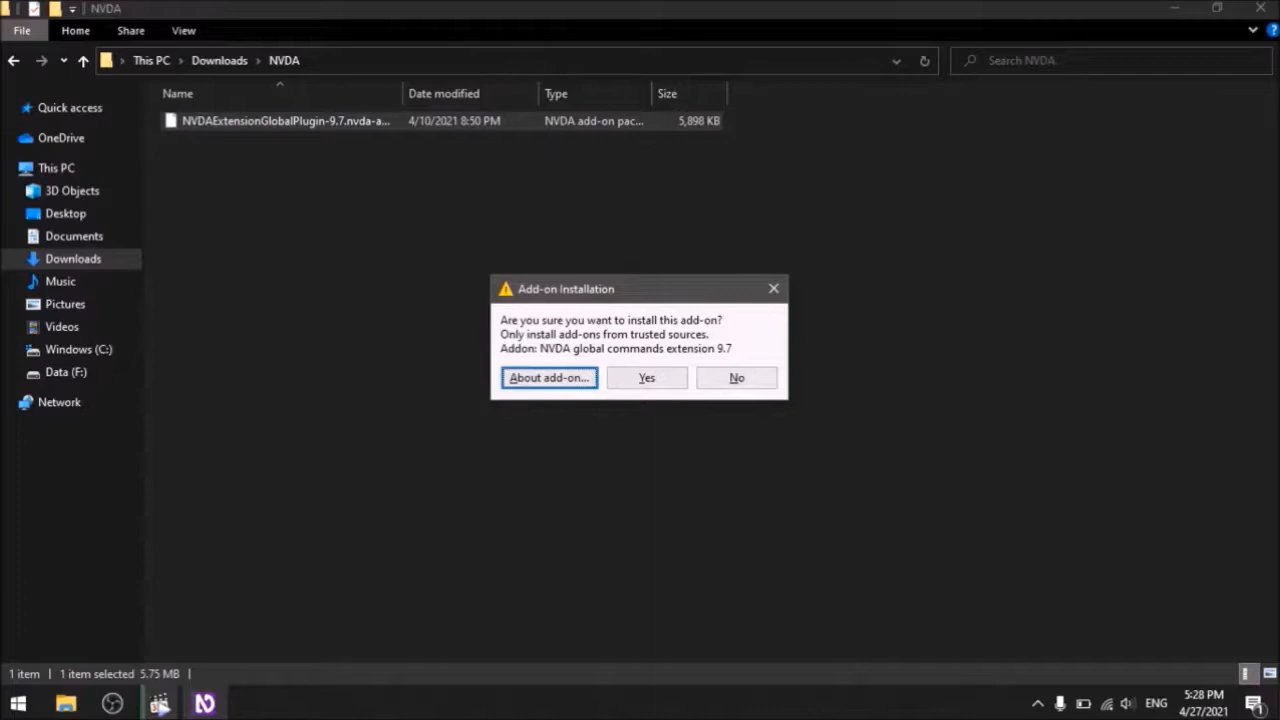 NVDA
File
Home
Share
View
This PC
Downloads
NVDA
Search NVDA
Name
Date modified
Type
Size
NVDAExtensionGlobalPlugin-9.7.nvda-a...
4/10/2021 8:50 PM
NVDA add-on pac...
5,898 KB
Quick access
OneDrive
This PC
3D Objects
Desktop
Documents
Downloads
Music
Pictures
Videos
Windows (C:)
Data (F:)
Network
Add-on Installation
Are you sure you want to install this add-on?
Only install add-ons from trusted sources.
Addon: NVDA global commands extension 9.7
About add-on...
Yes
No
1 item
1 item selected 5.75 MB
ENG
5:28 PM
4/27/2021
1